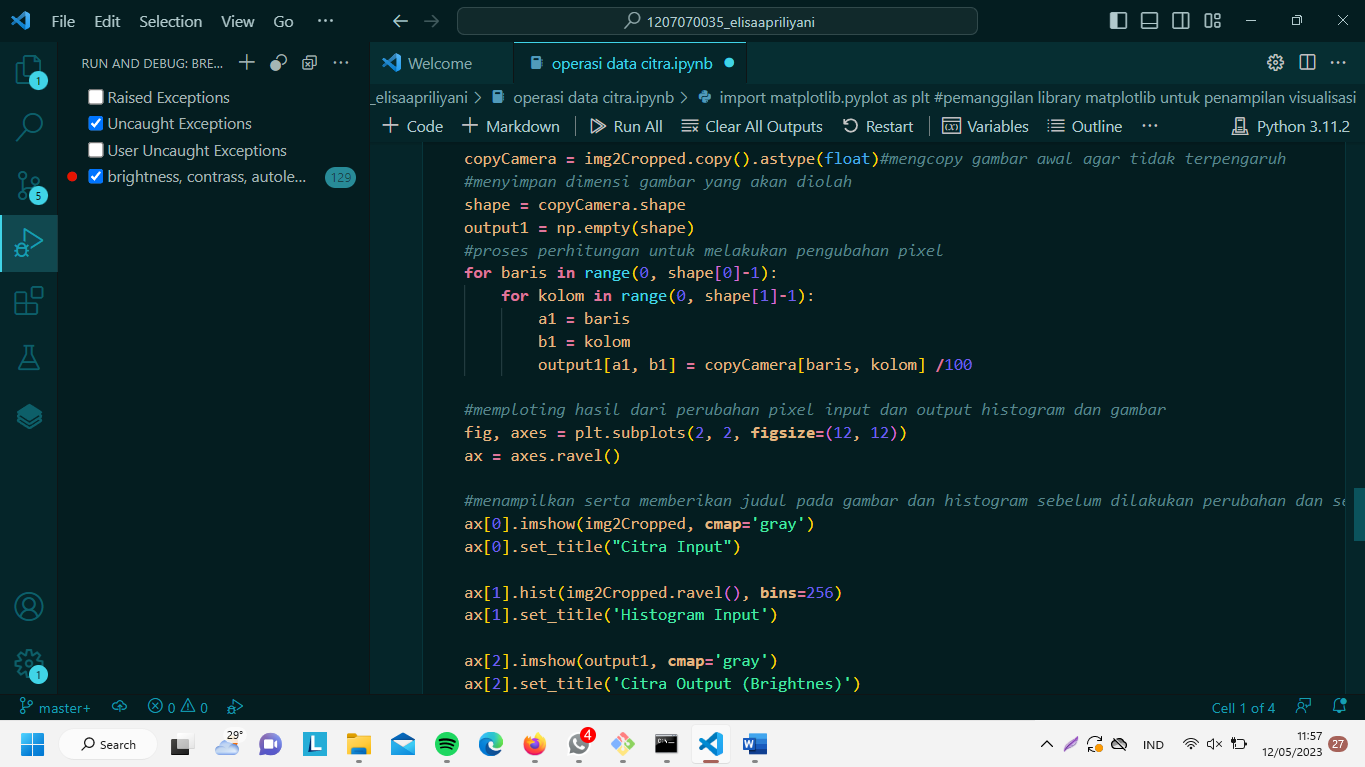 File Edit Selection View Go ···
1207070035_elisaapriliyani
RUN AND DEBUG: BRE...
Raised Exceptions
Uncaught Exceptions
User Uncaught Exceptions
brightness, contrass, autole... 129
1
5
1
Welcome
operasi data citra.ipynb
_elisaapriliyani > operasi data citra.ipynb > import matplotlib.pyplot as plt #pemanggilan library matplotlib untuk penampilan visualisasi
+ Code + Markdown Run All Clear All Outputs Restart Variables Outline ··· Python 3.11.2
copyCamera = img2Cropped.copy().astype(float)#mengcopy gambar awal agar tidak terpengaruh
#menyimpan dimensi gambar yang akan diolah
shape = copyCamera.shape
output1 = np.empty(shape)
#proses perhitungan untuk melakukan pengubahan pixel
for baris in range(0, shape[0]-1):
for kolom in range(0, shape[1]-1):
a1 = baris
b1 = kolom
output1[a1, b1] = copyCamera[baris, kolom] /100
#memploting hasil dari perubahan pixel input dan output histogram dan gambar
fig, axes = plt.subplots(2, 2, figsize=(12, 12))
ax = axes.ravel()
#menampilkan serta memberikan judul pada gambar dan histogram sebelum dilakukan perubahan dan se
ax[0].imshow(img2Cropped, cmap='gray')
ax[0].set_title("Citra Input")
ax[1].hist(img2Cropped.ravel(), bins=256)
ax[1].set_title('Histogram Input')
ax[2].imshow(output1, cmap='gray')
ax[2].set_title('Citra Output (Brightnes)')
master+ 0 0
Cell 1 of 4
Search
29°
L
4
W
IND
11:57
12/05/2023
27